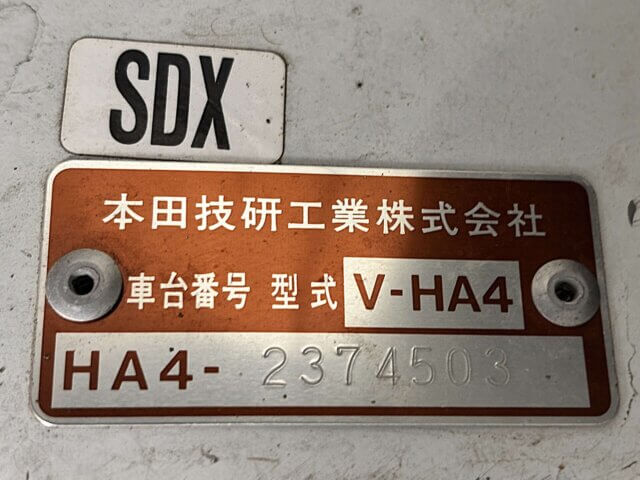 SDX
本田技研工業株式会社
車台番号 型式 V-HA4
HA4- 2374503